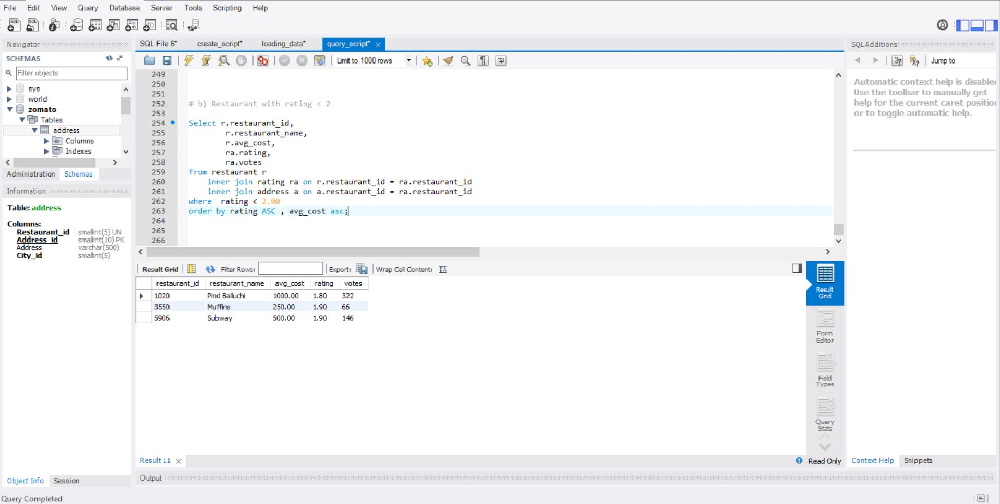 File Edit View Query Database Server Tools Scripting Help
Navigator
SCHEMAS
Filter objects
sys
world
zomato
Tables
address
Columns
Indexes
Administration Schemas
Information
Table: address
Columns:
Restaurant_id smallint(5) UN
Address_id smallint(10) PK
Address varchar(500)
City_id smallint(5)
Object Info Session
SQL File 6* create_script* loading_data* query_script*
Limit to 1000 rows
249
250
251
252 # b) Restaurant with rating < 2
253
254 Select r.restaurant_id,
255 r.restaurant_name,
256 r.avg_cost,
257 ra.rating,
258 ra.votes
259 from restaurant r
260 inner join rating ra on r.restaurant_id = ra.restaurant_id
261 inner join address a on a.restaurant_id = ra.restaurant_id
262 where rating < 2.00
263 order by rating ASC , avg_cost asc;
264
265
266
Result Grid Filter Rows: Export: Wrap Cell Content:
restaurant_id restaurant_name avg_cost rating votes
1020 Pind Balluchi 1000.00 1.80 322
3550 Muffins 250.00 1.90 66
5906 Subway 500.00 1.90 146
Result
Grid
Form
Editor
Field
Types
Query
Stats
Result 11 Read Only
Output
SQLAdditions
Jump to
Automatic context help is disabled
Use the toolbar to manually get
help for the current caret position
or to toggle automatic help.
Context Help Snippets
Query Completed